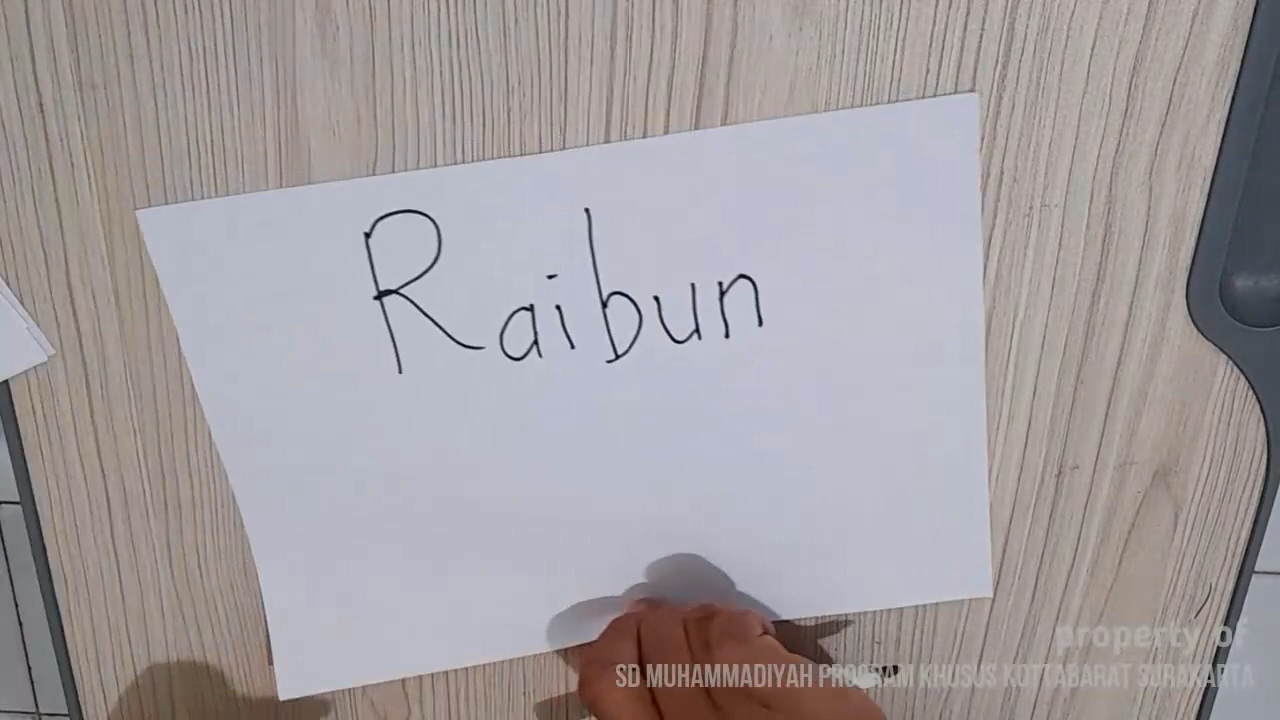 Raibun
property of
SD MUHAMMADIYAH PROGRAM KHUSUS KOTTABARAT SURAKARTA